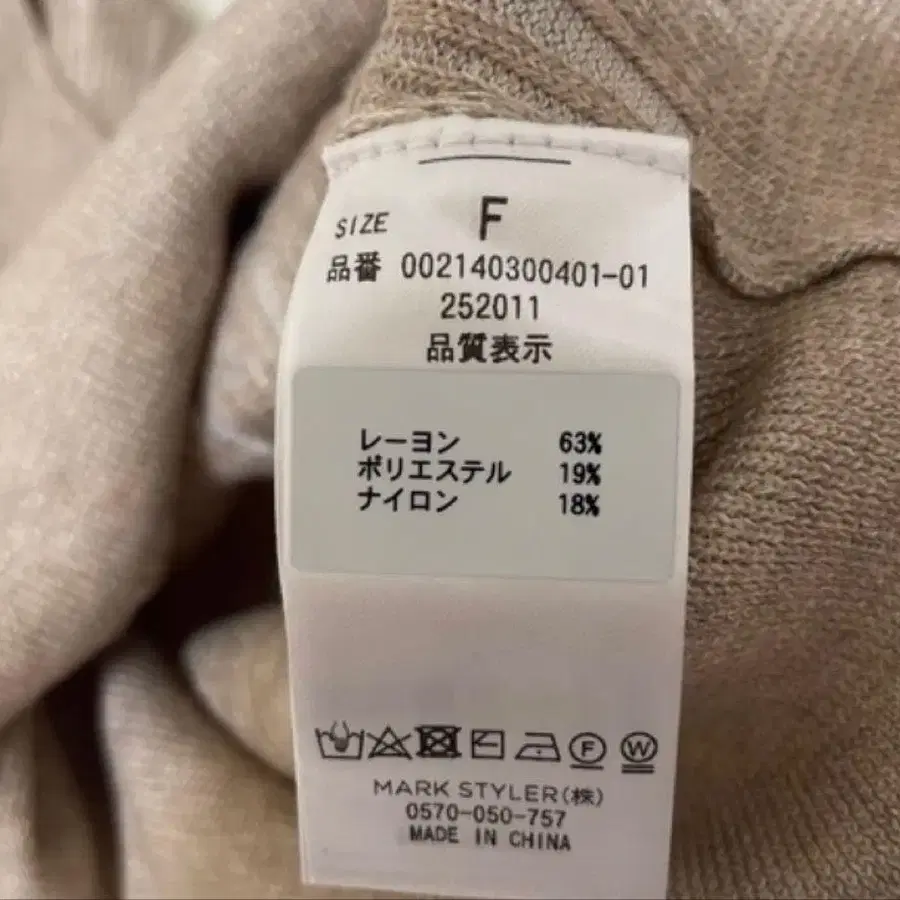 SIZE F
品番 002140300401-01
252011
品質表示
レーヨン 63%
ポリエステル 19%
ナイロン 18%
F W
MARK STYLER(株)
0570-050-757
MADE IN CHINA